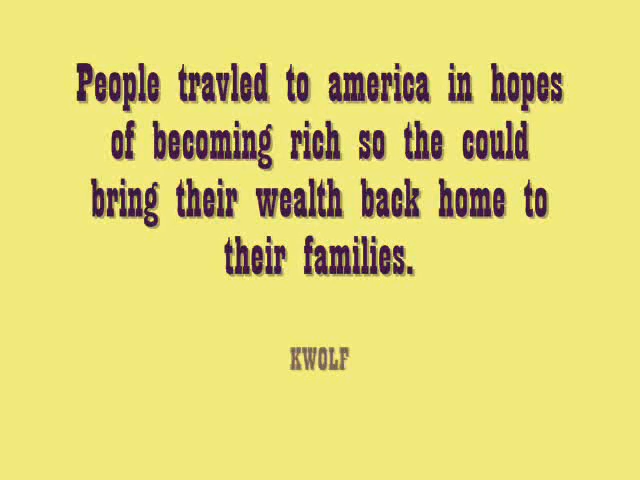 People travled to america in hopes
of becoming rich so the could
bring their wealth back home to
their families.
KWOLF